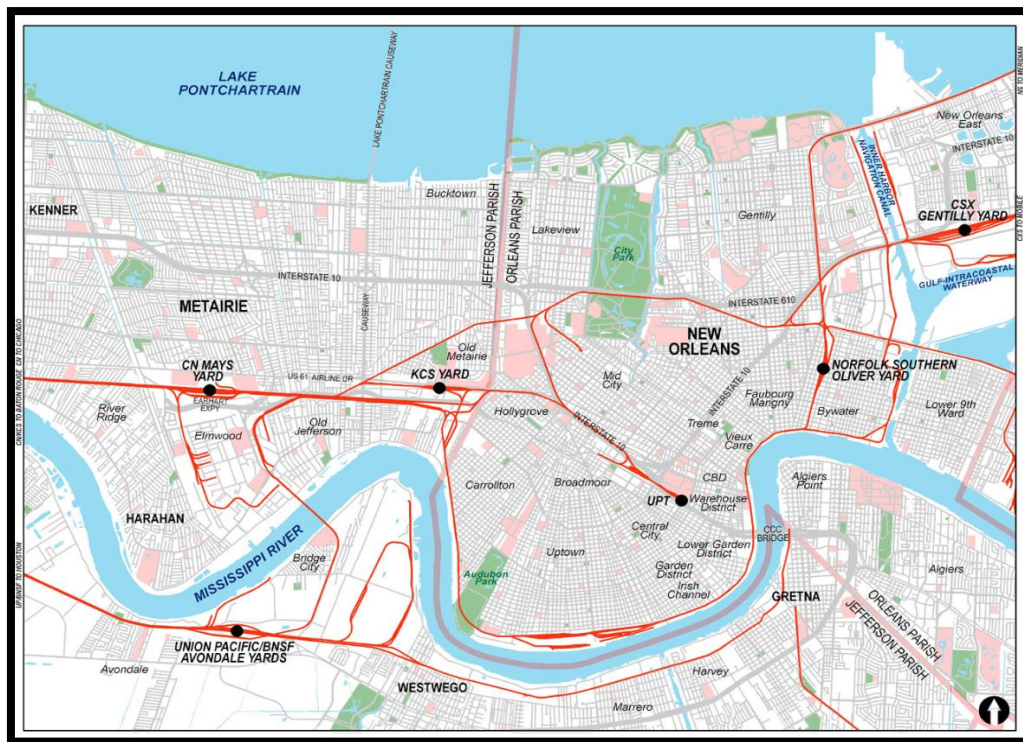 LAKE
PONTCHARTRAIN
LAKE PONTCHARTRAIN CAUSEWAY
NS TO MERIDIAN
New Orleans
East
INTERSTATE 10
INNER HARBOR
NAVIGATION CANAL
KENNER
Bucktown
JEFFERSON PARISH
ORLEANS PARISH
Lakeview
Gentilly
CSX
GENTILLY YARD
CXS TO MOBILE
City
Park
INTERSTATE 10
GULF-INTRACOASTAL
WATERWAY
METAIRIE
CAUSEWAY
INTERSTATE 610
NEW
ORLEANS
Old
Metairie
CN MAYS
YARD
US 61 AIRLINE DR
KCS YARD
Mid
City
INTERSTATE 10
NORFOLK SOUTHERN
OLIVER YARD
CN/KCS TO BATON ROUGE CN TO CHICAGO
EARHART
EXPY
River
Ridge
Elmwood
Old
Jefferson
Hollygrove
Faubourg
Marigny
Bywater
Lower 9th
Ward
Treme
Vieux
Carre
INTERSTATE 10
Carrollton
Broadmoor
CBD
Algiers
Point
UPT
Warehouse
District
HARAHAN
Central
City
CCC
BRIDGE
MISSISSIPPI RIVER
Bridge
City
Uptown
Lower Garden
District
Garden
District
Irish
Channel
Algiers
Audubon
Park
GRETNA
UP/BNSF TO HOUSTON
ORLEANS PARISH
JEFFERSON PARISH
UNION PACIFIC/BNSF
AVONDALE YARDS
Avondale
WESTWEGO
Harvey
Marrero